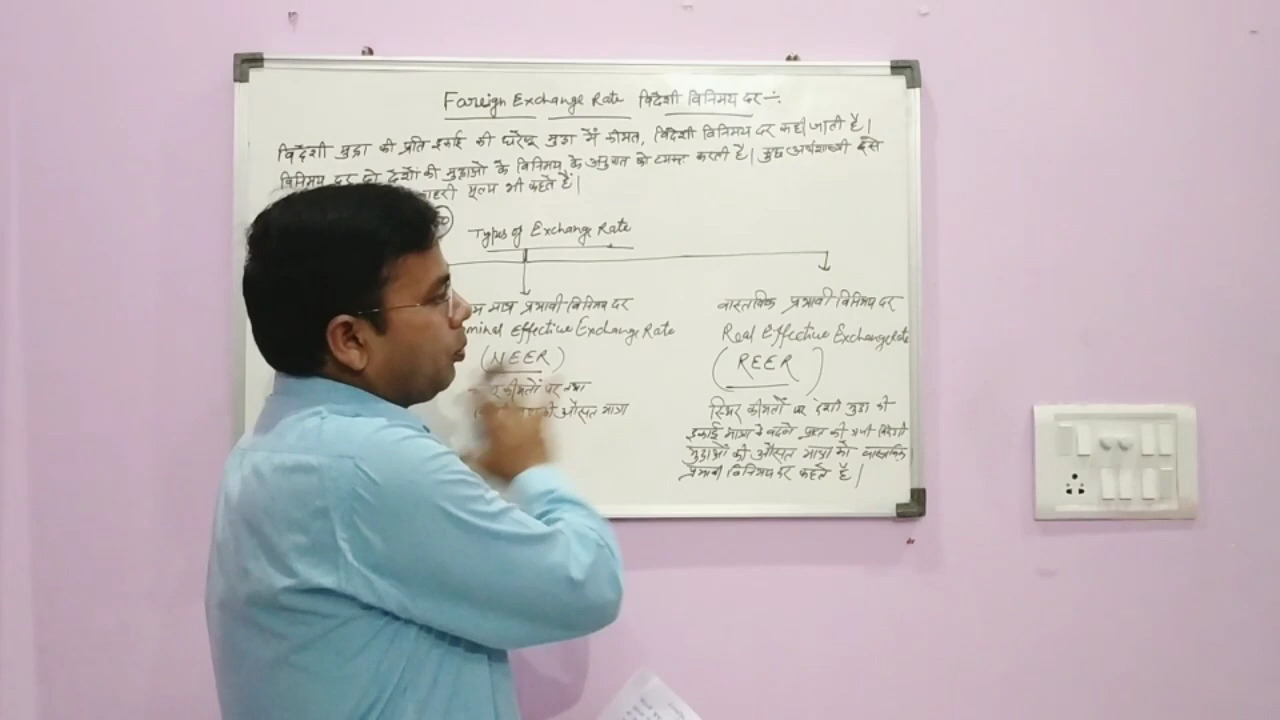 Foreign Exchange Rate विदेशी विनिमय दर÷:
विदेशी मुद्रा की प्रति इकाई की घरेलू मुद्रा में कीमत, विदेशी विनिमय दर कही जाती है।
विनिमय दर दो देशों की मुद्राओं के विनिमय के अनुपात को व्यक्त करती है। कुछ अर्थशास्त्री इसे
बाहरी मूल्य भी कहते हैं।
Types of Exchange Rate
मात्र प्रभावी विनिमय दर
minal Effective Exchange Rate
(NEER)
कीमतों पर
औसत मात्रा
वास्तविक प्रभावी विनिमय दर
Real Effective Exchange Rate
(REER)
स्थिर कीमतों पर देशी मुद्रा की
इकाई मात्रा के बदले प्राप्त की विदेशी
मुद्राओं की औसत मात्रा को वास्तविक
प्रभावी विनिमय दर कहते है।